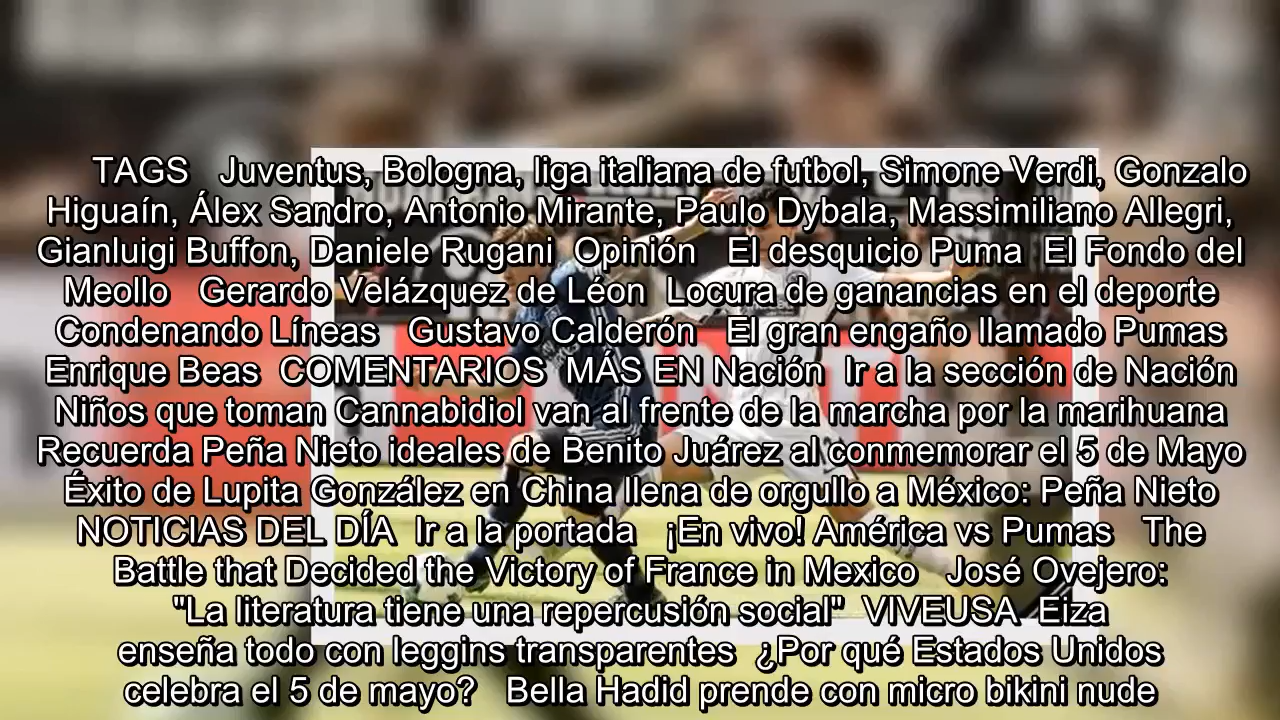 TAGS Juventus, Bologna, liga italiana de futbol, Simone Verdi, Gonzalo
Higuaín, Álex Sandro, Antonio Mirante, Paulo Dybala, Massimiliano Allegri,
Gianluigi Buffon, Daniele Rugani Opinión El desquicio Puma El Fondo del
Meollo Gerardo Velázquez de Léon Locura de ganancias en el deporte
Condenando Líneas Gustavo Calderón El gran engaño llamado Pumas
Enrique Beas COMENTARIOS MÁS EN Nación Ir a la sección de Nación
Niños que toman Cannabidiol van al frente de la marcha por la marihuana
Recuerda Peña Nieto ideales de Benito Juárez al conmemorar el 5 de Mayo
Éxito de Lupita González en China llena de orgullo a México: Peña Nieto
NOTICIAS DEL DÍA Ir a la portada ¡En vivo! América vs Pumas The
Battle that Decided the Victory of France in Mexico José Ovejero:
"La literatura tiene una repercusión social" VIVEUSA Eiza
enseña todo con leggins transparentes ¿Por qué Estados Unidos
celebra el 5 de mayo? Bella Hadid prende con micro bikini nude